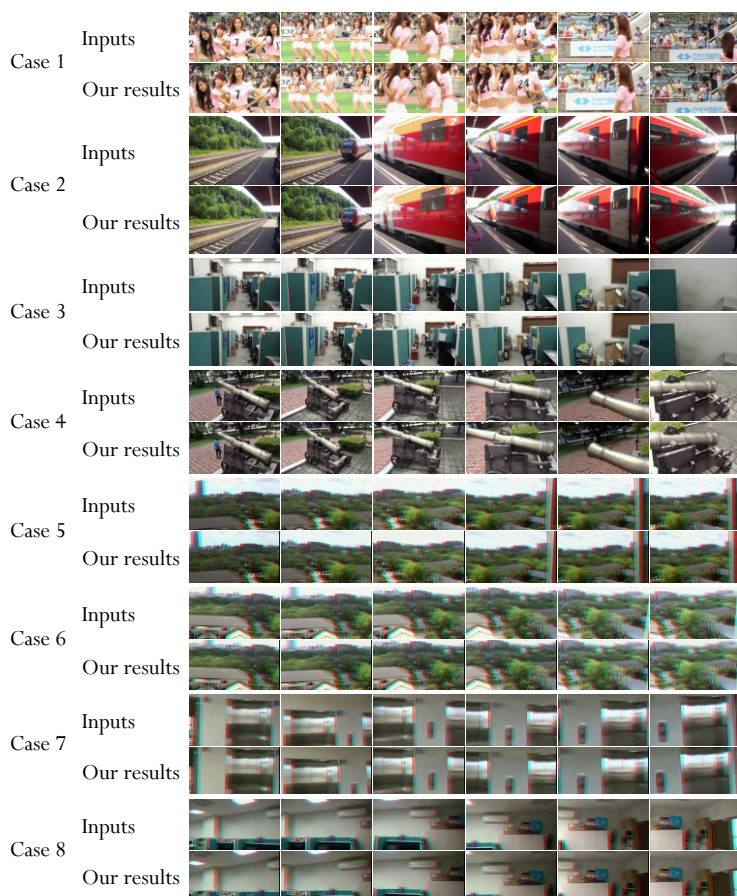 Case 1
Inputs
Our results
Case 2
Inputs
Our results
Case 3
Inputs
Our results
Case 4
Inputs
Our results
Case 5
Inputs
Our results
Case 6
Inputs
Our results
Case 7
Inputs
Our results
Case 8
Inputs
Our results